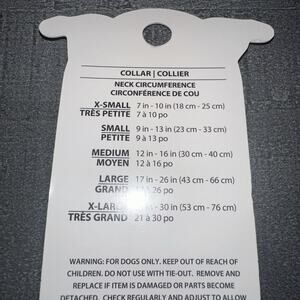 COLLAR | COLLIER
NECK CIRCUMFERENCE
CIRCONFÉRENCE DE COU
X-SMALL 7 in - 10 in (18 cm - 25 cm)
TRÈS PETITE 7 à 10 po
SMALL 9 in - 13 in (23 cm - 33 cm)
PETITE 9 à 13 po
MEDIUM 12 in - 16 in (30 cm - 40 cm)
MOYEN 12 à 16 po
LARGE 17 in - 26 in (43 cm - 66 cm)
GRAND 26 po
X-LARGE - 30 in (53 cm - 76 cm)
TRÈS GRAND 21 à 30 po
WARNING: FOR DOGS ONLY. KEEP OUT OF REACH OF
CHILDREN. DO NOT USE WITH TIE-OUT. REMOVE AND
REPLACE IF ITEM IS DAMAGED OR PARTS BECOME
DETACHED. CHECK REGULARLY AND ADJUST TO ALLOW